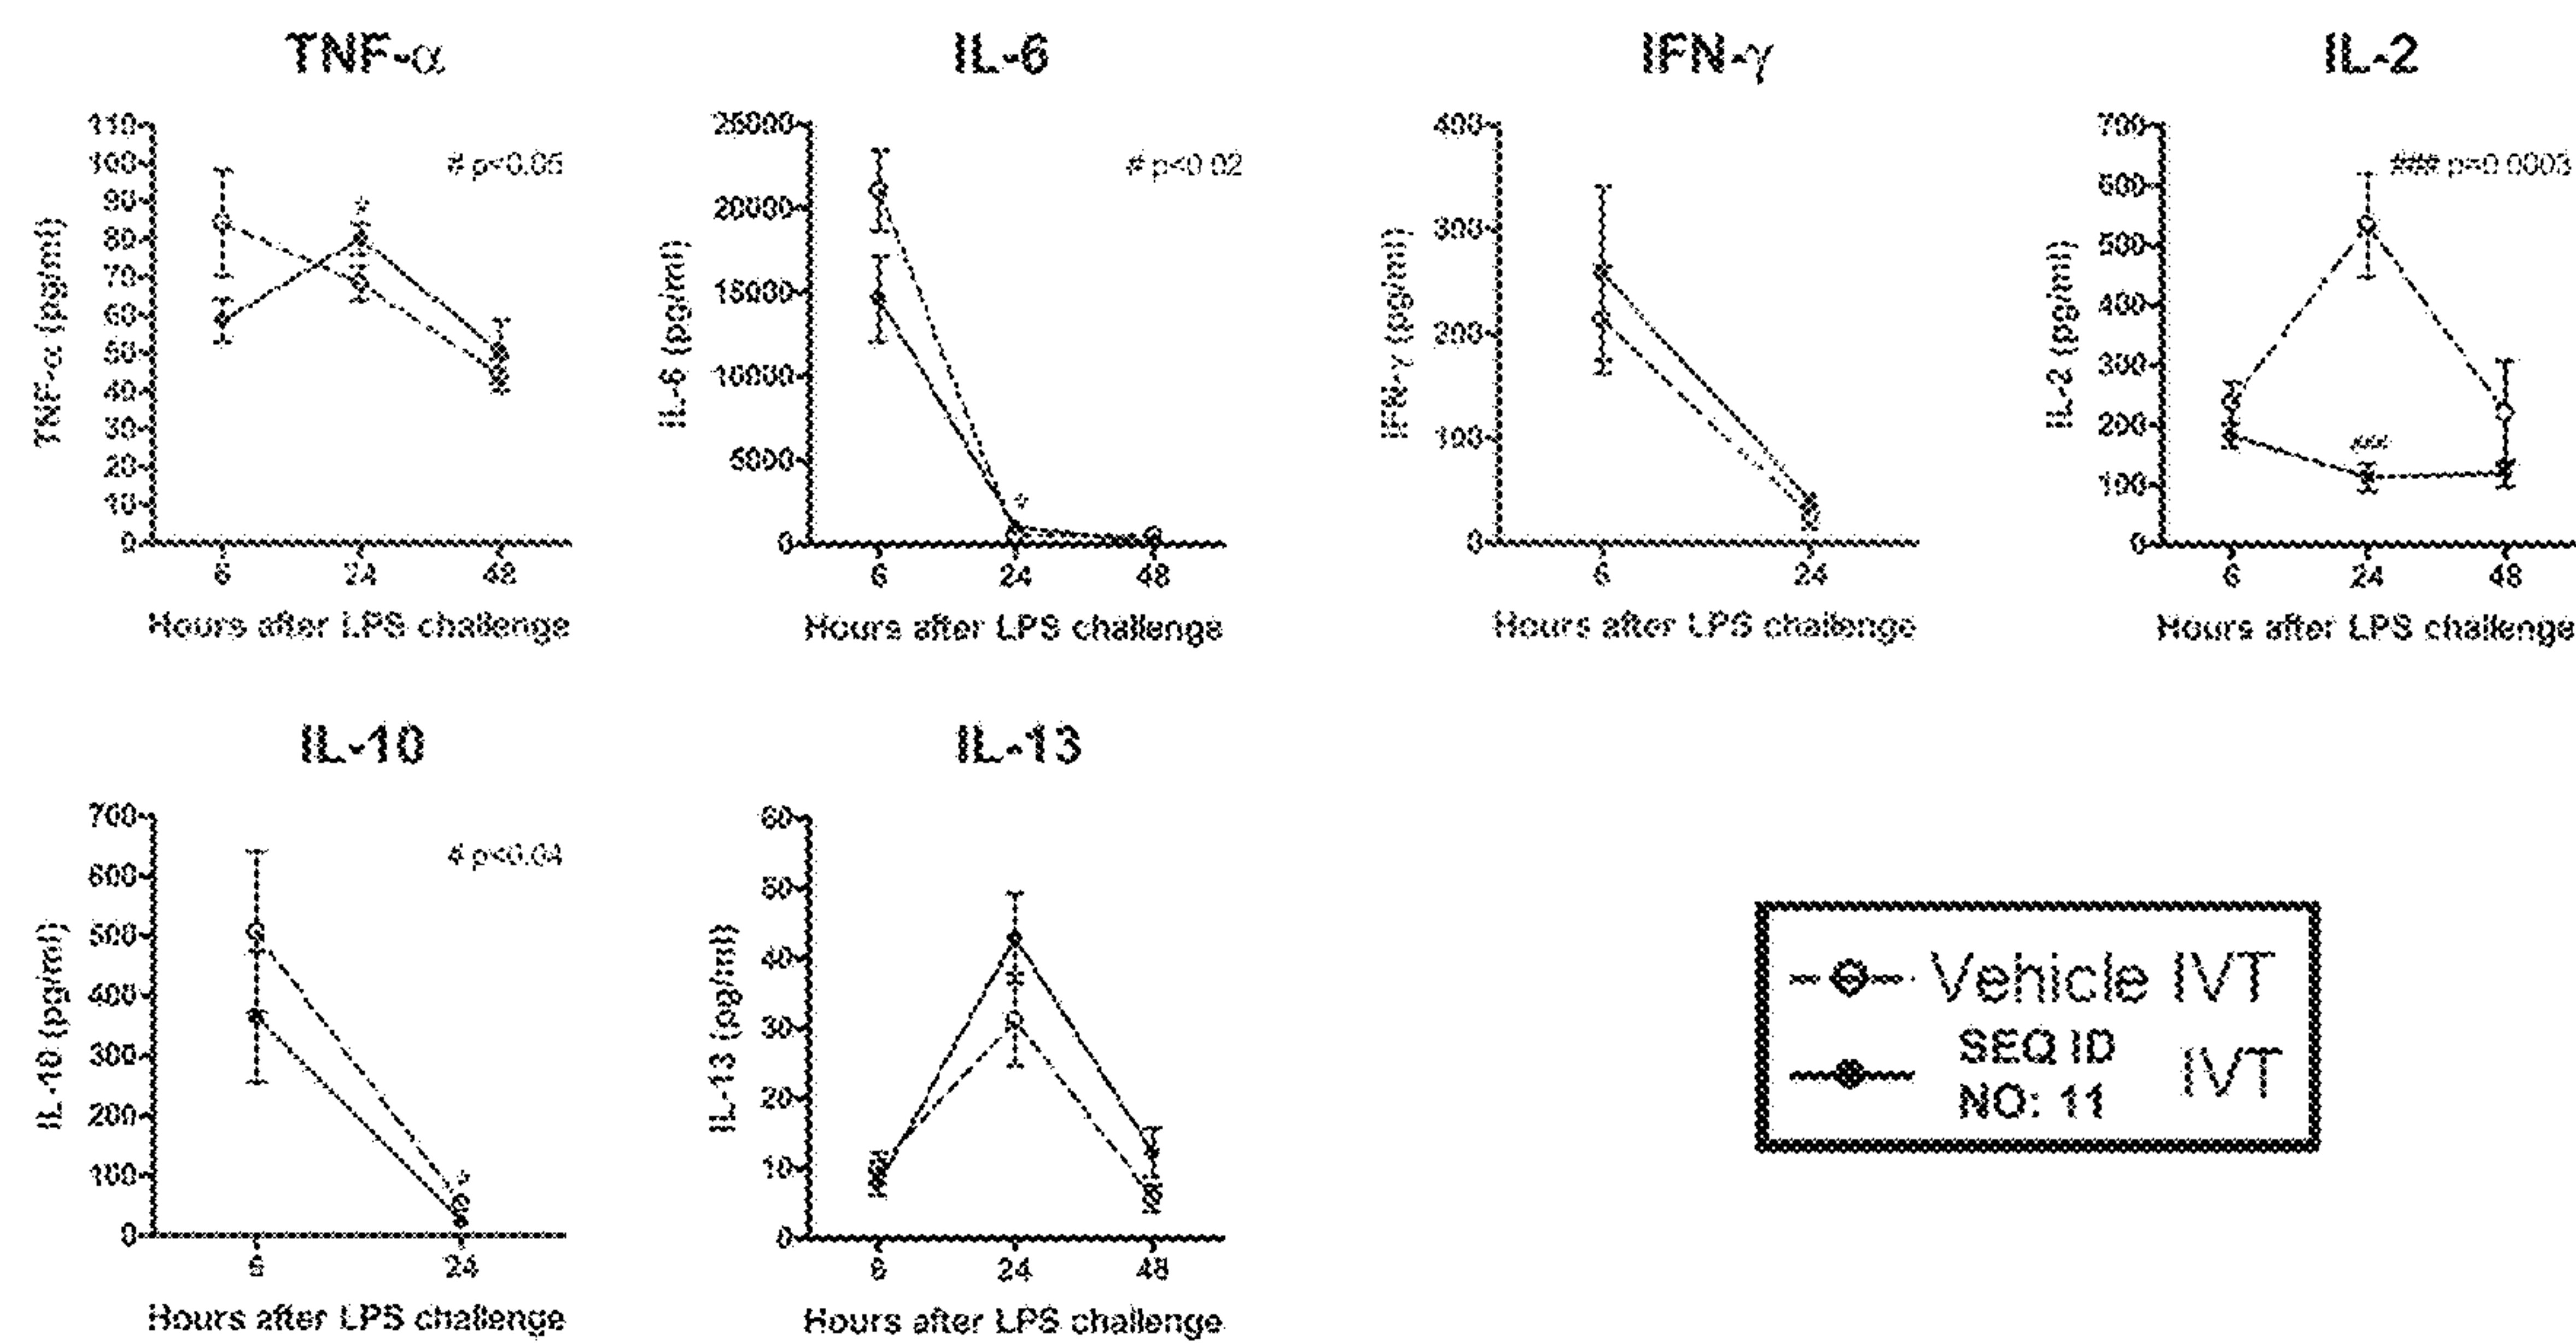 TNF-α
110
100
90
80
70
60
50
40
30
20
10
0
TNF-α (pg/ml)
# p<0.05
*
6 24 48
Hours after LPS challenge
IL-6
25000
20000
15000
10000
5000
0
IL-6 (pg/ml)
# p<0.02
*
6 24 48
Hours after LPS challenge
IFN-γ
400
300
200
100
0
IFN-γ (pg/ml)
6 24
Hours after LPS challenge
IL-2
700
600
500
400
300
200
100
0
IL-2 (pg/ml)
### p=0.0003
###
6 24 48
Hours after LPS challenge
IL-10
700
600
500
400
300
200
100
0
IL-10 (pg/ml)
# p<0.04
*
6 24
Hours after LPS challenge
IL-13
60
50
40
30
20
10
0
IL-13 (pg/ml)
6 24 48
Hours after LPS challenge
Vehicle IVT
SEQ ID
NO: 11 IVT